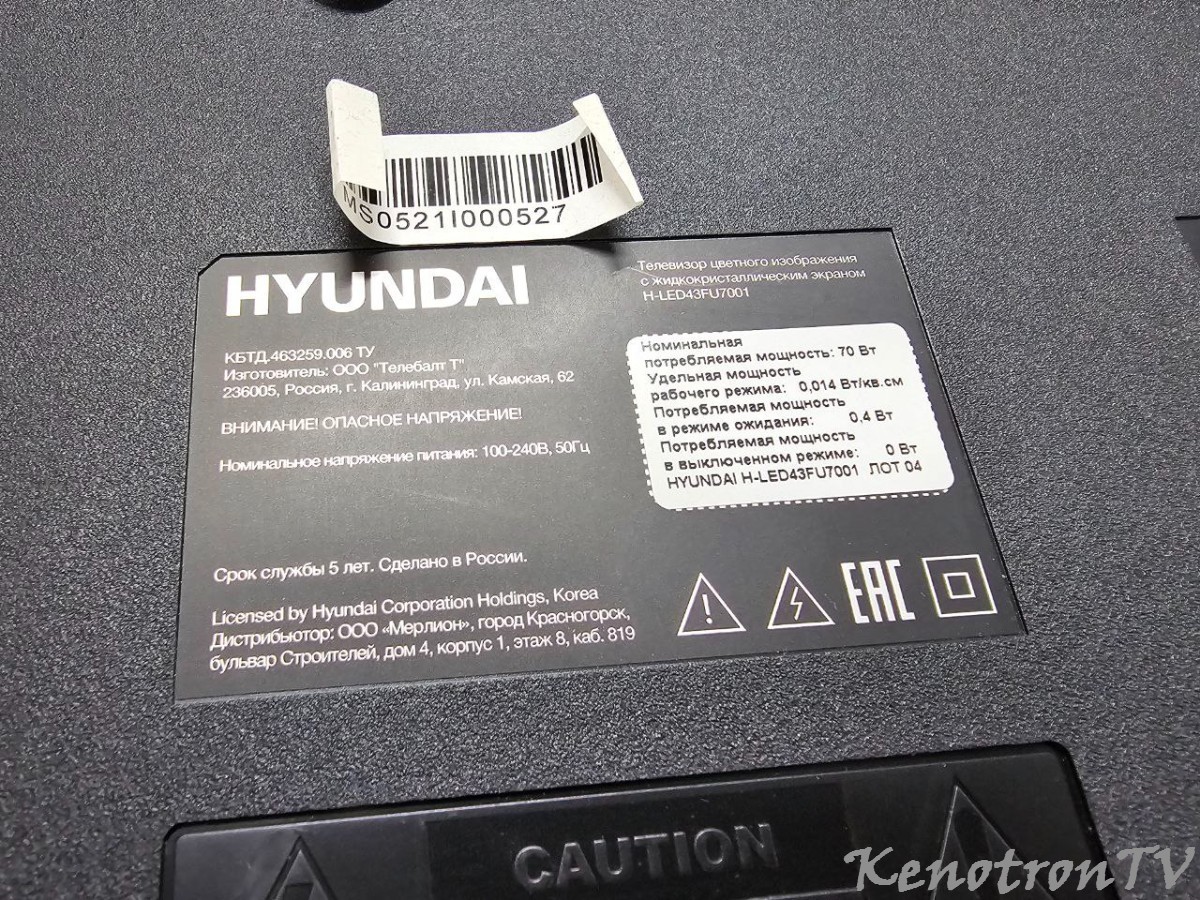 MS0521I000527
HYUNDAI
КБТД.463259.006 ТУ
Изготовитель: ООО "Телебалт Т"
236005, Россия, г. Калининград, ул. Камская, 62
ВНИМАНИЕ! ОПАСНОЕ НАПРЯЖЕНИЕ!
Номинальное напряжение питания: 100-240В, 50Гц
Срок службы 5 лет. Сделано в России.
Licensed by Hyundai Corporation Holdings, Korea
Дистрибьютор: ООО «Мерлион», город Красногорск,
бульвар Строителей, дом 4, корпус 1, этаж 8, каб. 819
Телевизор цветного изображения
с жидкокристаллическим экраном
H-LED43FU7001
Номинальная
потребляемая мощность: 70 Вт
Удельная мощность
рабочего режима: 0,014 Вт/кв.см
Потребляемая мощность
в режиме ожидания: 0,4 Вт
Потребляемая мощность
в выключенном режиме: 0 Вт
HYUNDAI H-LED43FU7001 ЛОТ 04
EAC
CAUTION
KenotronTV